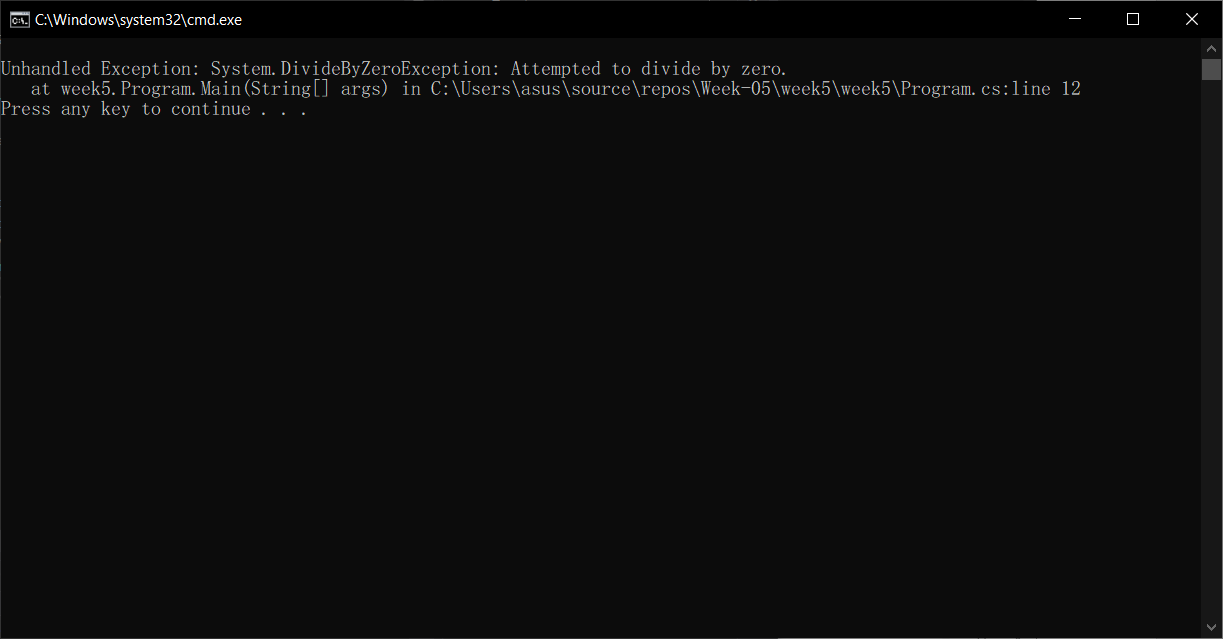 C:\Windows\system32\cmd.exe
Unhandled Exception: System.DivideByZeroException: Attempted to divide by zero.
   at week5.Program.Main(String[] args) in C:\Users\asus\source\repos\Week-05\week5\week5\Program.cs:line 12
Press any key to continue . . .